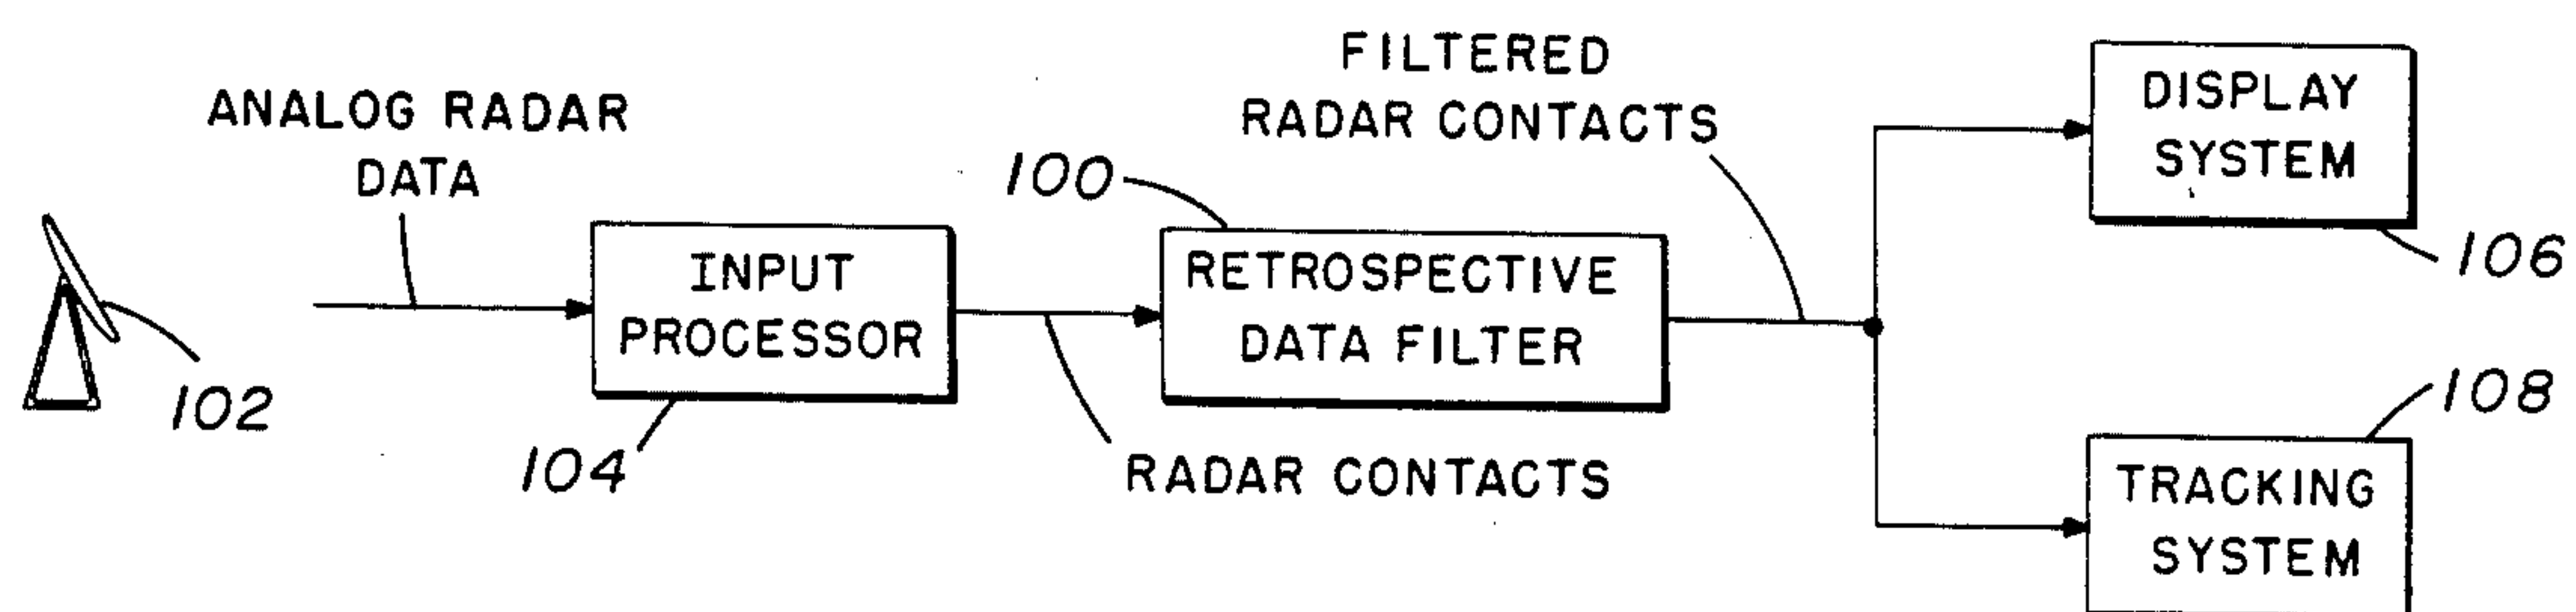 ANALOG RADAR
DATA
102
INPUT
PROCESSOR
104
RADAR CONTACTS
100
RETROSPECTIVE
DATA FILTER
FILTERED
RADAR CONTACTS
DISPLAY
SYSTEM
106
108
TRACKING
SYSTEM